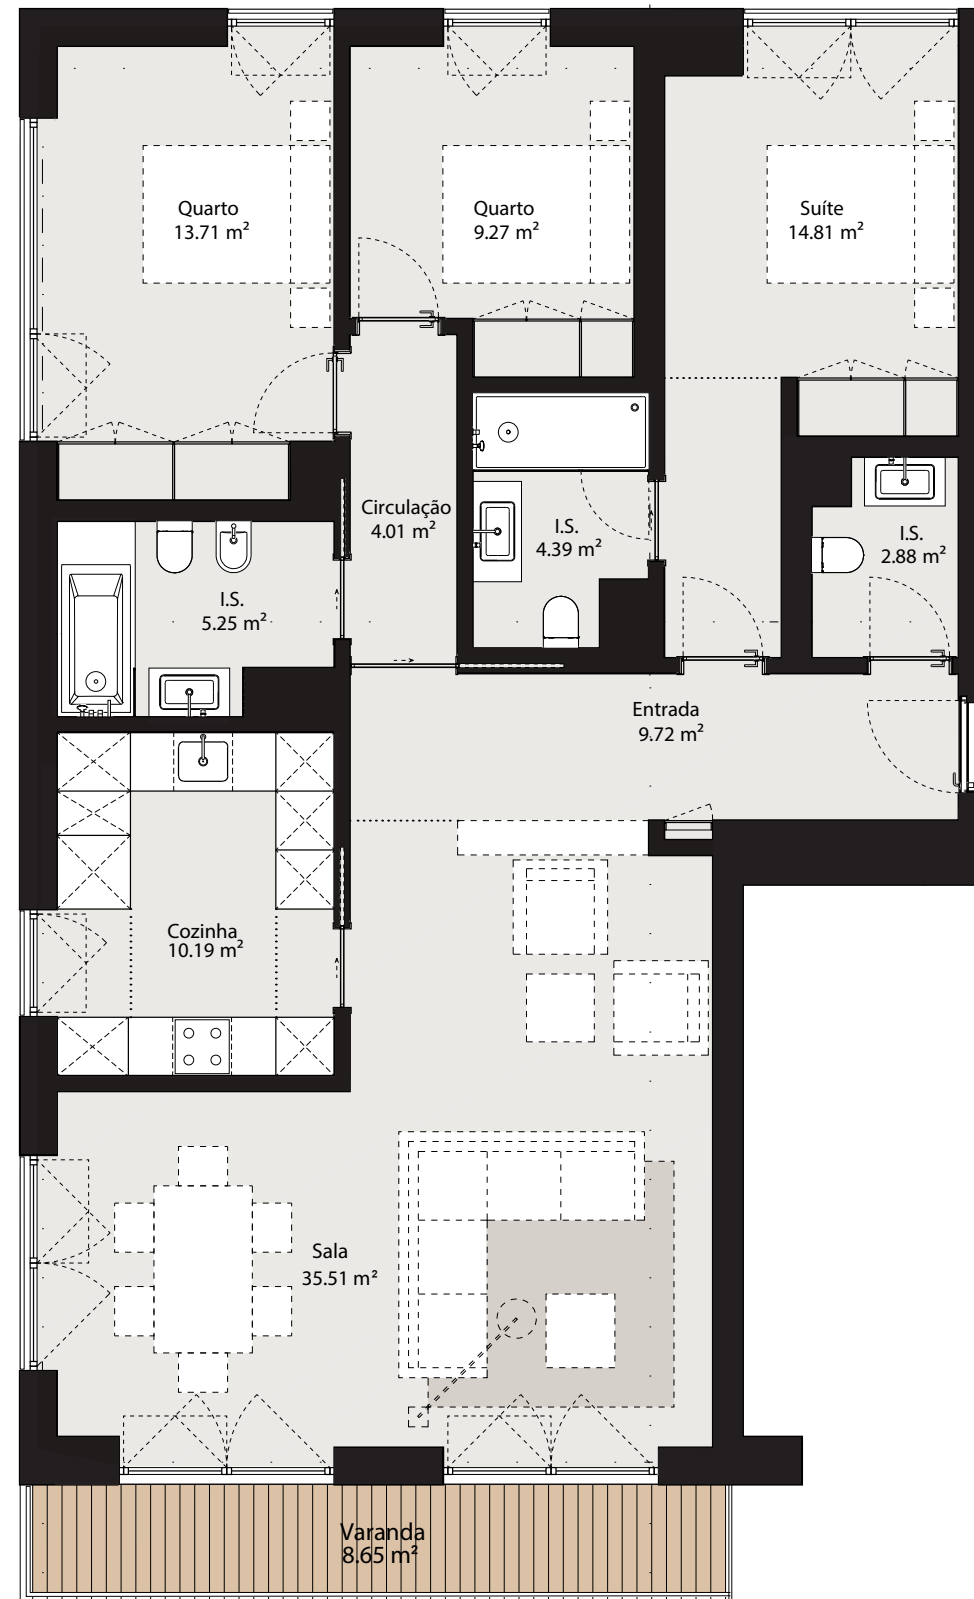 Quarto
13.71 m²
Quarto
9.27 m²
Suíte
14.81 m²
Circulação
4.01 m²
I.S.
4.39 m²
I.S.
2.88 m²
I.S.
5.25 m²
Entrada
9.72 m²
Cozinha
10.19 m²
Sala
35.51 m²
Varanda
8.65 m²